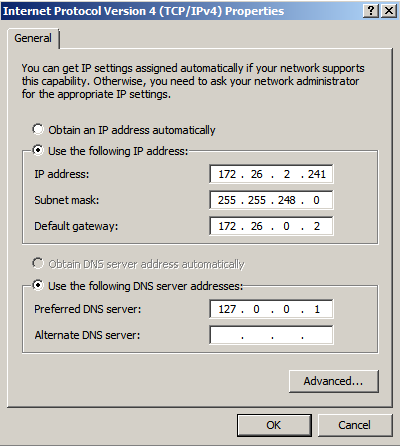 Internet Protocol Version 4 (TCP/IPv4) Properties
General
You can get IP settings assigned automatically if your network supports
this capability. Otherwise, you need to ask your network administrator
for the appropriate IP settings.
Obtain an IP address automatically
Use the following IP address:
IP address: 172 . 26 . 2 . 241
Subnet mask: 255 . 255 . 248 . 0
Default gateway: 172 . 26 . 0 . 2
Obtain DNS server address automatically
Use the following DNS server addresses:
Preferred DNS server: 127 . 0 . 0 . 1
Alternate DNS server: . . .
Advanced...
OK Cancel